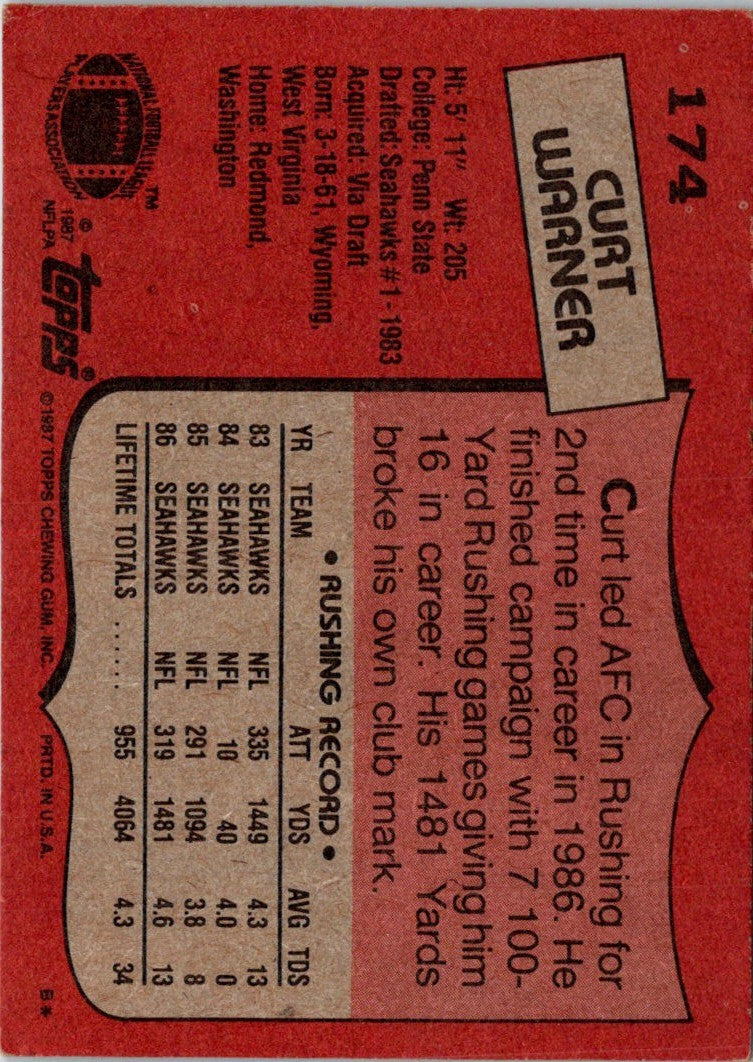 174
CURT
WARNER
Ht: 5' 11" Wt: 205
College: Penn State
Drafted: Seahawks #1 - 1983
Acquired: Via Draft
Born: 3-18-61, Wyoming,
West Virginia
Home: Redmond,
Washington
NATIONAL FOOTBALL LEAGUE
PLAYERS ASSOCIATION
TM
© 1987
NFLPA
Topps®
Curt led AFC in Rushing for
2nd time in career in 1986. He
finished campaign with 7 100-
Yard Rushing games giving him
16 in career. His 1481 Yards
broke his own club mark.
• RUSHING RECORD •
YR TEAM ATT YDS AVG TDS
83 SEAHAWKS NFL 335 1449 4.3 13
84 SEAHAWKS NFL 10 40 4.0 0
85 SEAHAWKS NFL 291 1094 3.8 8
86 SEAHAWKS NFL 319 1481 4.6 13
LIFETIME TOTALS ...... 955 4064 4.3 34
©1987 TOPPS CHEWING GUM, INC. PRTD. IN U.S.A. B*